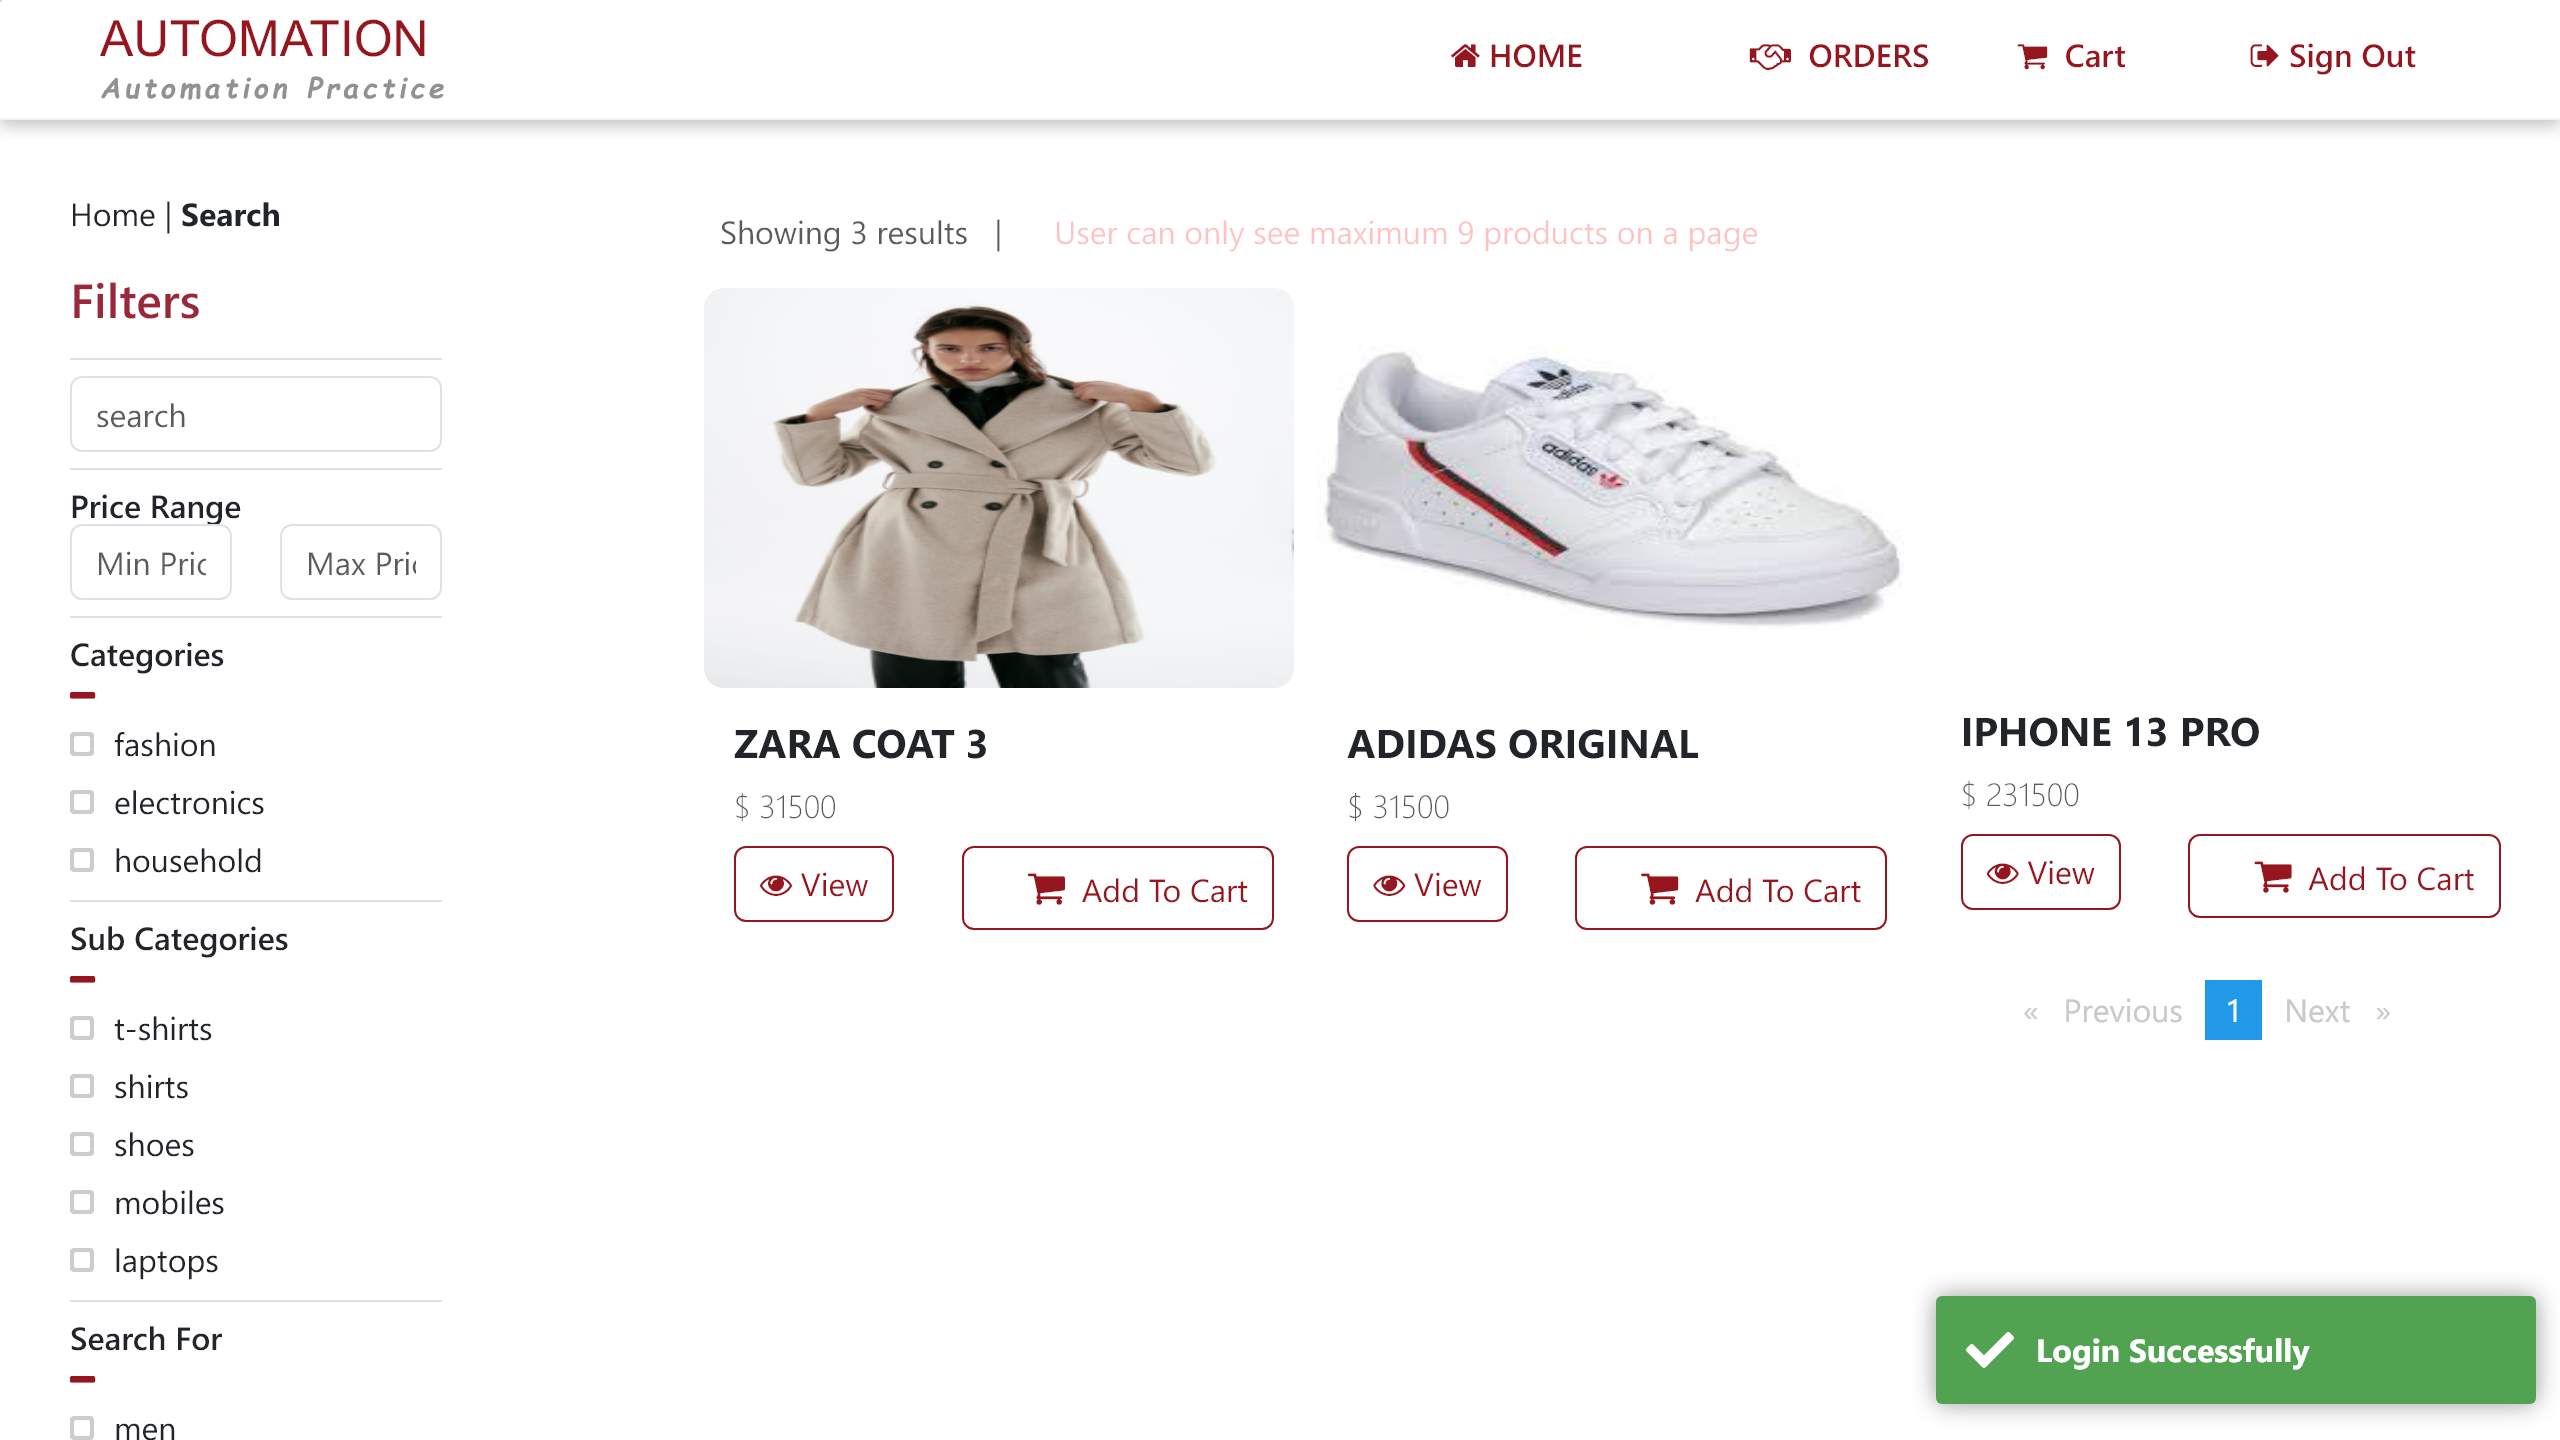 AUTOMATION
Automation Practice
HOME
ORDERS
Cart
Sign Out
Home | Search
Showing 3 results |
User can only see maximum 9 products on a page
Filters
search
Price Range
Min Pric
Max Pri
Categories
fashion
electronics
household
Sub Categories
t-shirts
shirts
shoes
mobiles
laptops
Search For
men
adidas
adidas
ZARA COAT 3
$ 31500
View
Add To Cart
ADIDAS ORIGINAL
$ 31500
View
Add To Cart
IPHONE 13 PRO
$ 231500
View
Add To Cart
« Previous 1 Next »
Login Successfully